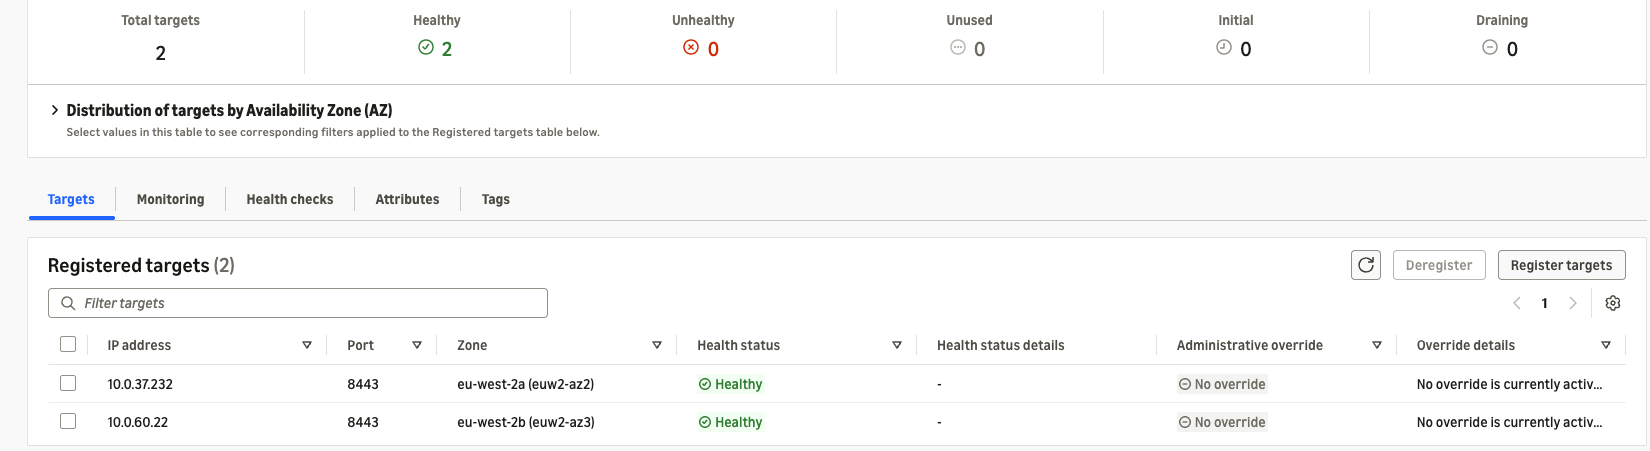 Total targets Healthy Unhealthy Unused Initial Draining
2 2 0 0 0 0
Distribution of targets by Availability Zone (AZ)
Select values in this table to see corresponding filters applied to the Registered targets table below.
Targets Monitoring Health checks Attributes Tags
Registered targets (2) Deregister Register targets
Filter targets 1
IP address Port Zone Health status Health status details Administrative override Override details
10.0.37.232 8443 eu-west-2a (euw2-az2) Healthy - No override No override is currently activ...
10.0.60.22 8443 eu-west-2b (euw2-az3) Healthy - No override No override is currently activ...